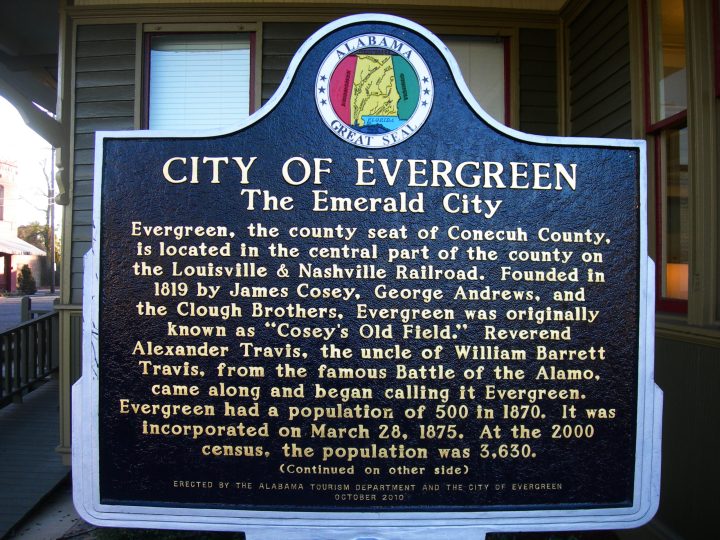 ALABAMA
FLORIDA
GREAT SEAL
CITY OF EVERGREEN
The Emerald City
Evergreen, the county seat of Conecuh County,
is located in the central part of the county on
the Louisville & Nashville Railroad. Founded in
1819 by James Cosey, George Andrews, and
the Clough Brothers, Evergreen was originally
known as "Cosey's Old Field." Reverend
Alexander Travis, the uncle of William Barrett
Travis, from the famous Battle of the Alamo,
came along and began calling it Evergreen.
Evergreen had a population of 500 in 1870. It was
incorporated on March 28, 1875. At the 2000
census, the population was 3,630.
(Continued on other side)
ERECTED BY THE ALABAMA TOURISM DEPARTMENT AND THE CITY OF EVERGREEN
OCTOBER 2010